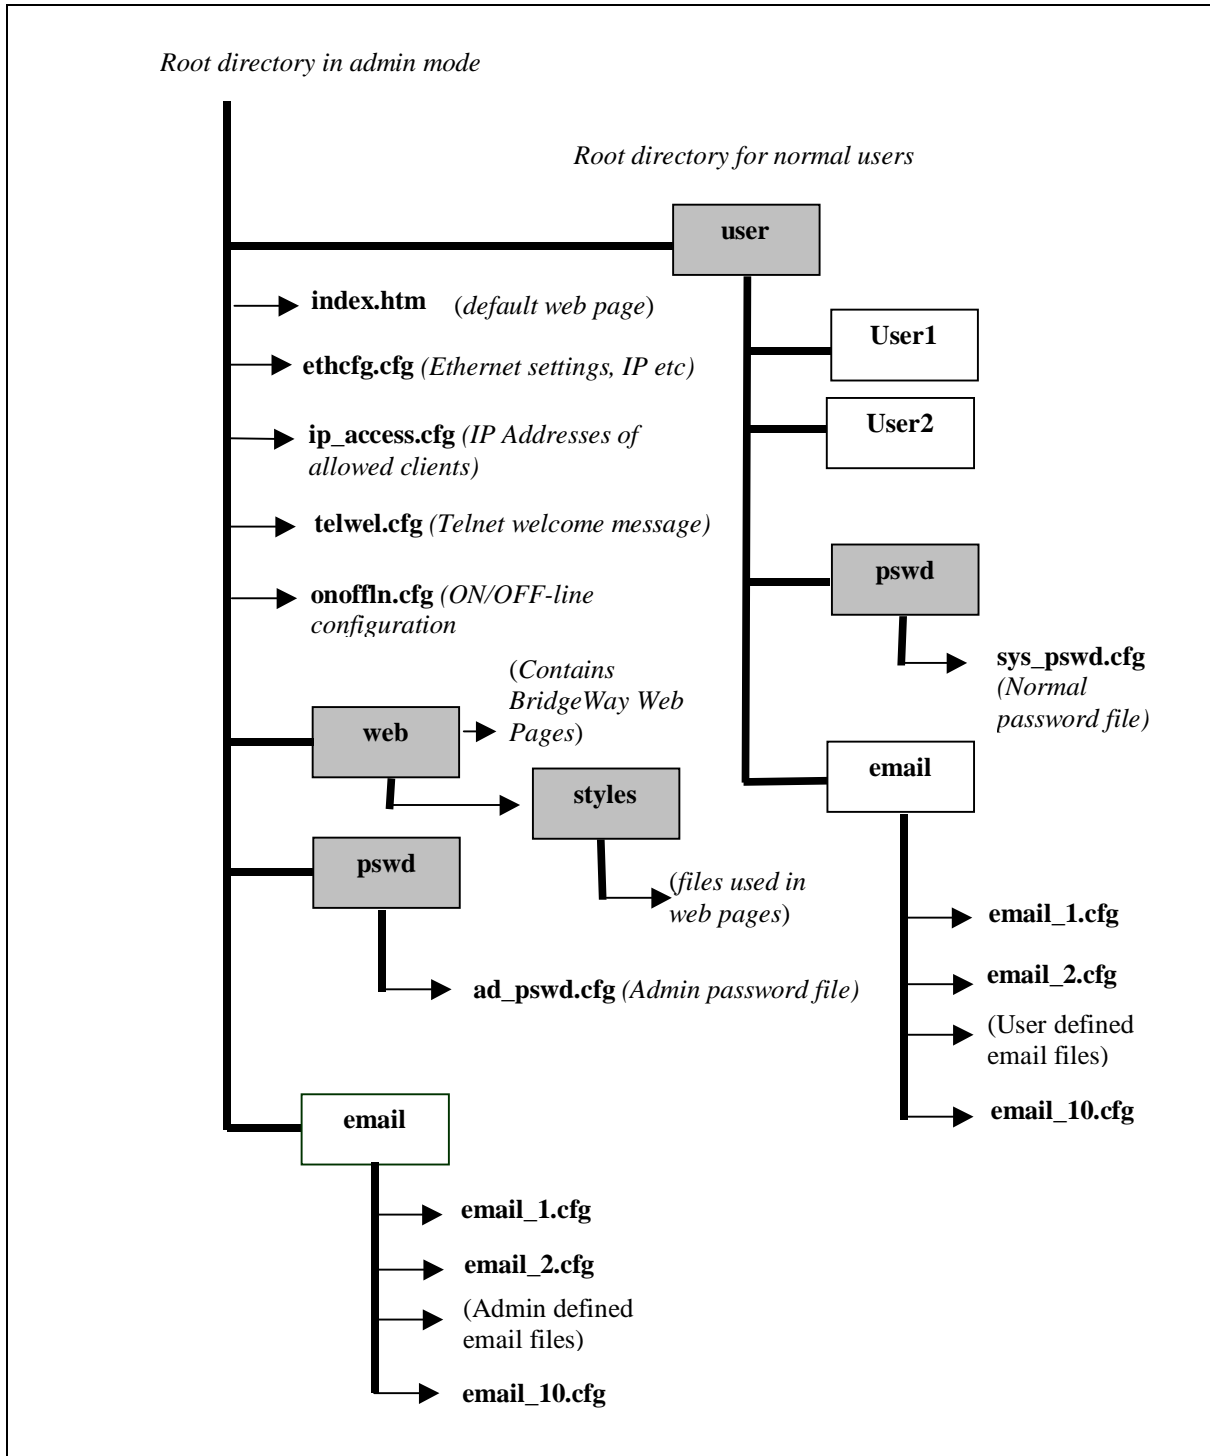 Root directory in admin mode
Root directory for normal users
user
index.htm (default web page)
User1
ethcfg.cfg (Ethernet settings, IP etc)
User2
ip_access.cfg (IP Addresses of
allowed clients)
telwel.cfg (Telnet welcome message)
pswd
onoffln.cfg (ON/OFF-line
configuration
sys_pswd.cfg
(Normal
password file)
(Contains
BridgeWay Web
Pages)
web
email
styles
pswd
(files used in
web pages)
email_1.cfg
ad_pswd.cfg (Admin password file)
email_2.cfg
(User defined
email files)
email_10.cfg
email
email_1.cfg
email_2.cfg
(Admin defined
email files)
email_10.cfg